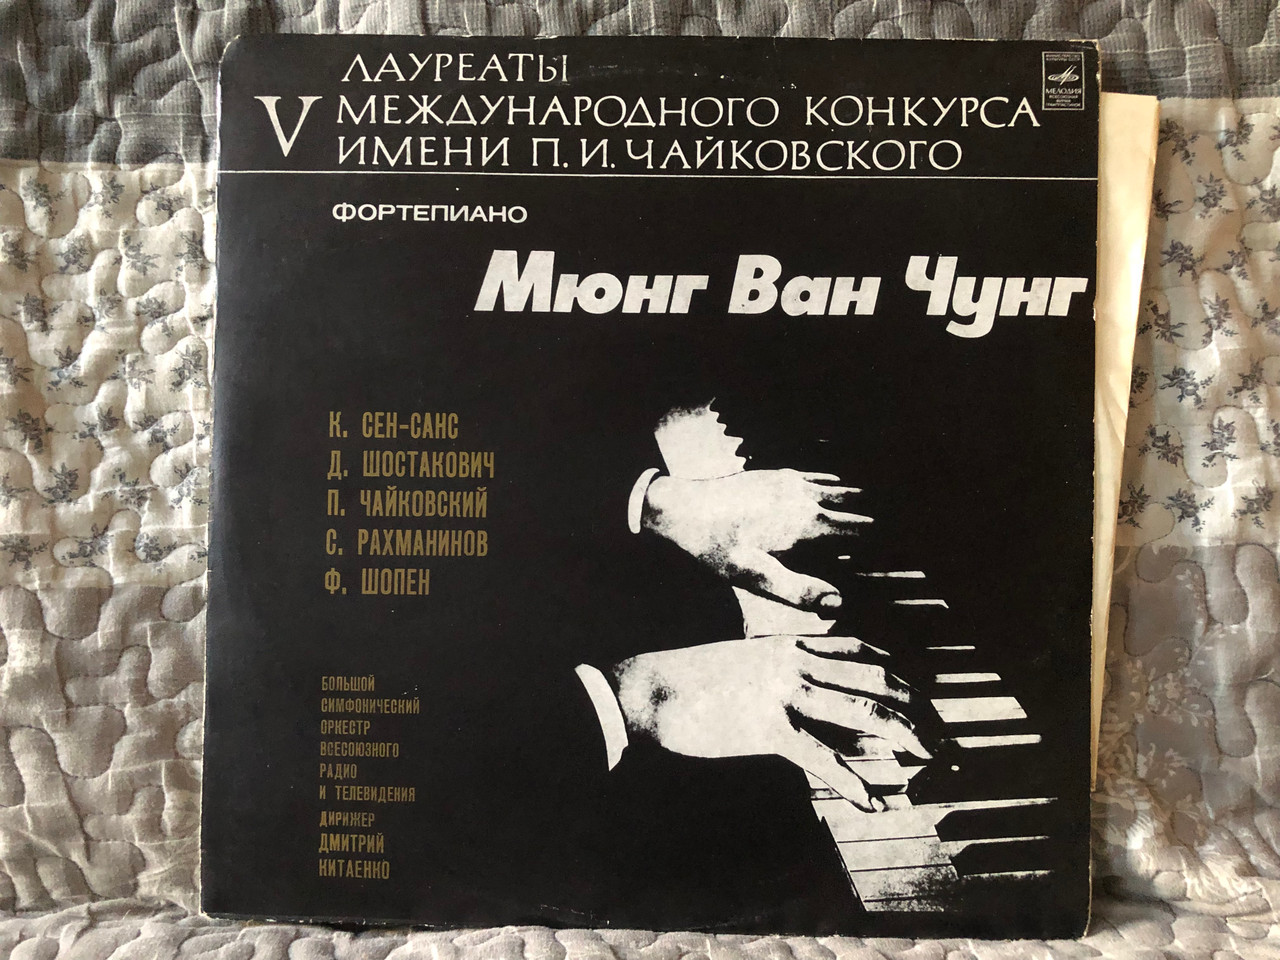 ЛАУРЕАТЫ
V МЕЖДУНАРОДНОГО КОНКУРСА
ИМЕНИ П. И. ЧАЙКОВСКОГО
МЕЛОДИЯ
ФОРТЕПИАНО
Мюнг Ван Чунг
К. СЕН-САНС
Д. ШОСТАКОВИЧ
П. ЧАЙКОВСКИЙ
С. РАХМАНИНОВ
Ф. ШОПЕН
БОЛЬШОЙ
СИМФОНИЧЕСКИЙ
ОРКЕСТР
ВСЕСОЮЗНОГО
РАДИО
И ТЕЛЕВИДЕНИЯ
ДИРИЖЕР
ДМИТРИЙ
КИТАЕНКО